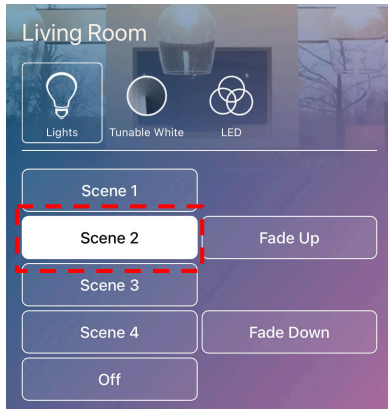 Living Room
Lights Tunable White LED
Scene 1
Scene 2 Fade Up
Scene 3
Scene 4 Fade Down
Off